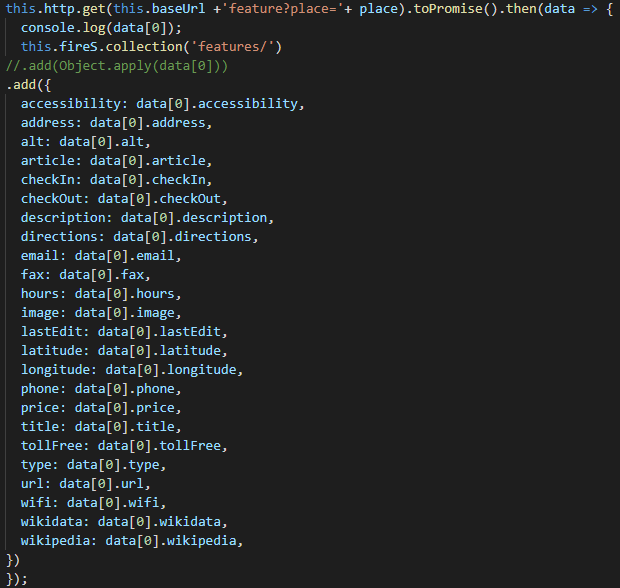 this.http.get(this.baseUrl +'feature?place='+ place).toPromise().then(data => {
  console.log(data[0]);
  this.fireS.collection('features/')
//.add(Object.apply(data[0]))
.add({
  accessibility: data[0].accessibility,
  address: data[0].address,
  alt: data[0].alt,
  article: data[0].article,
  checkIn: data[0].checkIn,
  checkOut: data[0].checkOut,
  description: data[0].description,
  directions: data[0].directions,
  email: data[0].email,
  fax: data[0].fax,
  hours: data[0].hours,
  image: data[0].image,
  lastEdit: data[0].lastEdit,
  latitude: data[0].latitude,
  longitude: data[0].longitude,
  phone: data[0].phone,
  price: data[0].price,
  title: data[0].title,
  tollFree: data[0].tollFree,
  type: data[0].type,
  url: data[0].url,
  wifi: data[0].wifi,
  wikidata: data[0].wikidata,
  wikipedia: data[0].wikipedia,
})
});